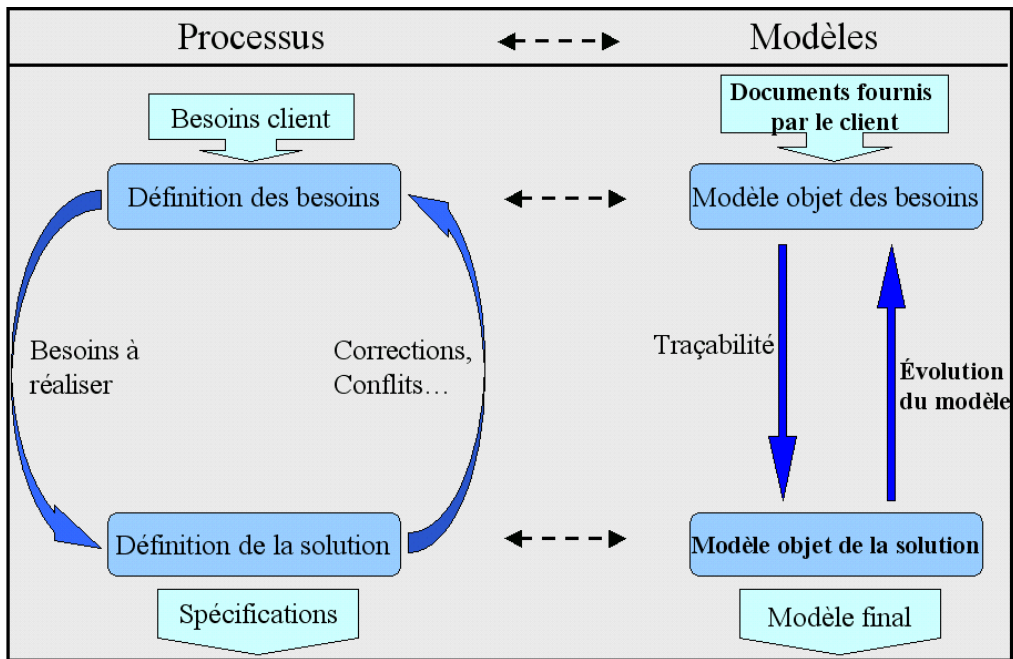 Processus
Modèles
Besoins client
Documents fournis
par le client
Définition des besoins
Modèle objet des besoins
Besoins à
réaliser
Corrections,
Conflits…
Traçabilité
Évolution
du modèle
Définition de la solution
Modèle objet de la solution
Spécifications
Modèle final